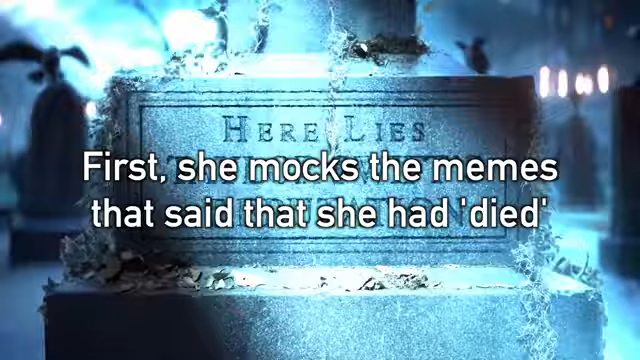 HERE LIES
First, she mocks the memes
that said that she had 'died'